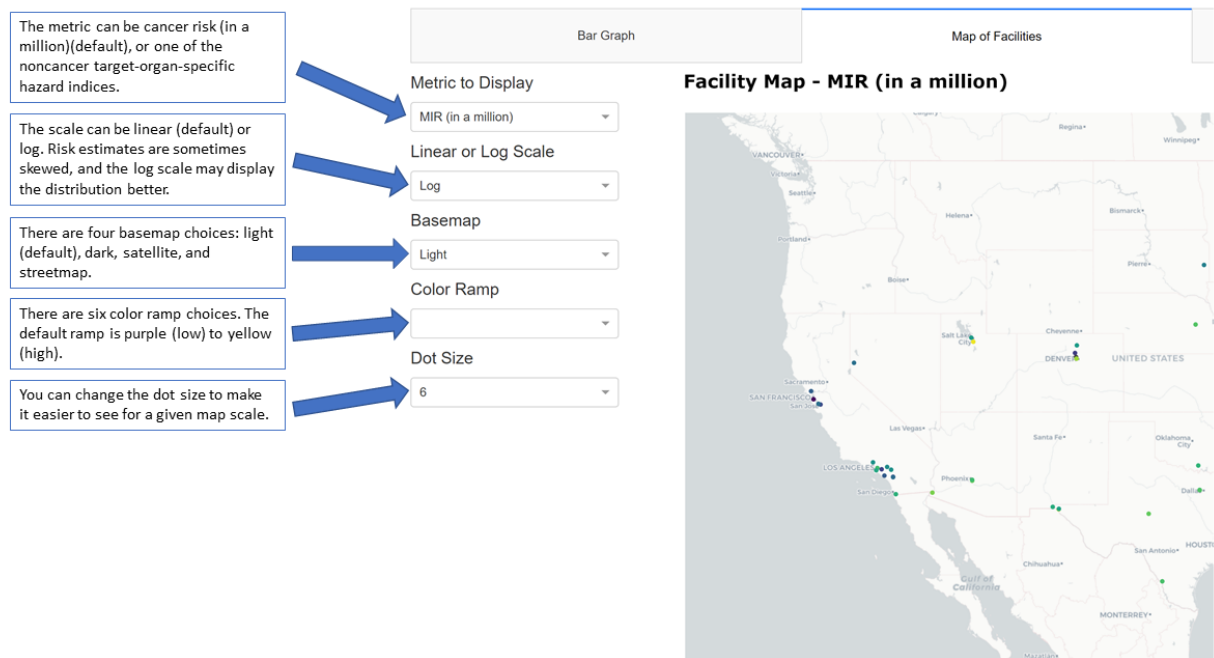 The metric can be cancer risk (in a
million)(default), or one of the
noncancer target-organ-specific
hazard indices.
The scale can be linear (default) or
log. Risk estimates are sometimes
skewed, and the log scale may display
the distribution better.
There are four basemap choices: light
(default), dark, satellite, and
streetmap.
There are six color ramp choices. The
default ramp is purple (low) to yellow
(high).
You can change the dot size to make
it easier to see for a given map scale.
Bar Graph
Map of Facilities
Metric to Display
MIR (in a million)
Linear or Log Scale
Log
Basemap
Light
Color Ramp
Dot Size
6
Facility Map - MIR (in a million)
Calgary
Regina
Winnipeg
VANCOUVER
Victoria
Seattle
Helena
Bismarck
Portland
Pierre
Boise
Salt Lake
City
Cheyenne
DENVER
UNITED STATES
Sacramento
SAN FRANCISCO
San Jose
Las Vegas
Santa Fe
Oklahoma
City
LOS ANGELES
Phoenix
San Diego
Dallas
San Antonio
HOUST
Chihuahua
Gulf of
California
MONTERREY
Mazatlan